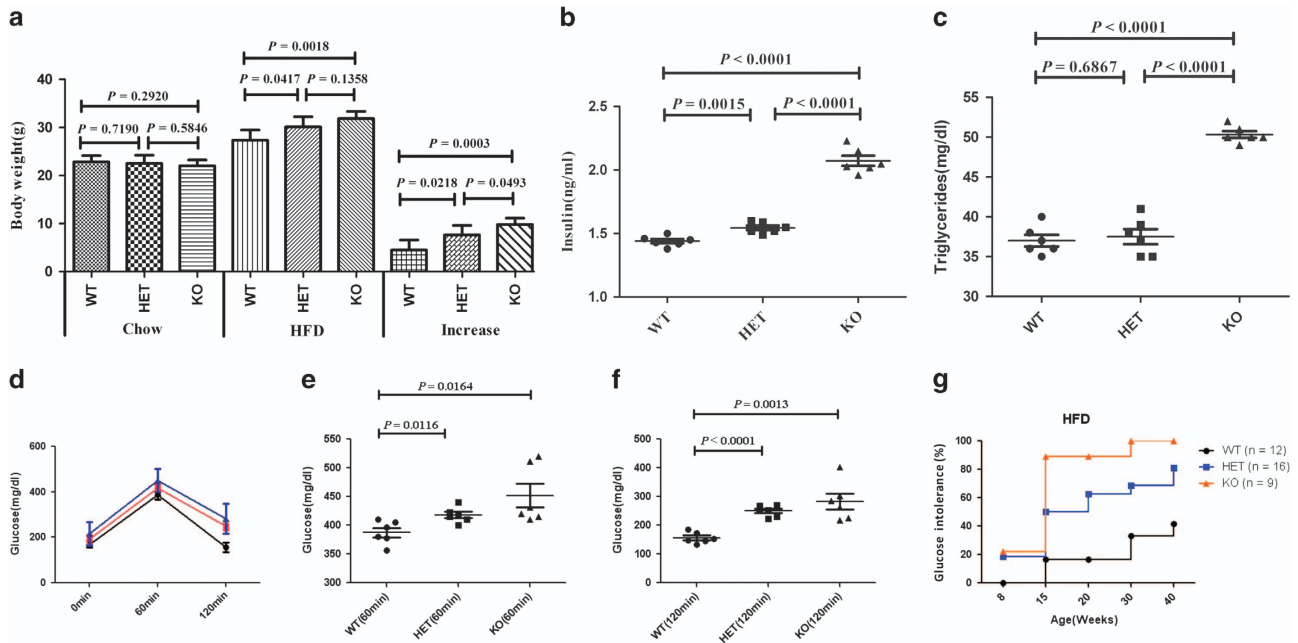 a
P = 0.0018
P = 0.0417
P = 0.1358
P = 0.2920
P = 0.7190
P = 0.5846
P = 0.0003
P = 0.0218
P = 0.0493
Body weight(g)
40
30
20
10
0
WT
HET
KO
WT
HET
KO
WT
HET
KO
Chow
HFD
Increase
b
P < 0.0001
P = 0.0015
P < 0.0001
Insulin(ng/ml)
2.5
2.0
1.5
1.0
WT
HET
KO
c
P < 0.0001
P = 0.6867
P < 0.0001
Triglycerides(mg/dl)
55
50
45
40
35
30
WT
HET
KO
d
Glucose(mg/dl)
600
400
200
0
0min
60min
120min
e
P = 0.0164
P = 0.0116
Glucose(mg/dl)
550
500
450
400
350
300
WT(60min)
HET(60min)
KO(60min)
f
P = 0.0013
P < 0.0001
Glucose(mg/dl)
500
400
300
200
100
0
WT(120min)
HET(120min)
KO(120min)
g
HFD
Glucose intolerance (%)
100
80
60
40
20
0
8
15
20
30
40
Age(Weeks)
WT (n = 12)
HET (n = 16)
KO (n = 9)